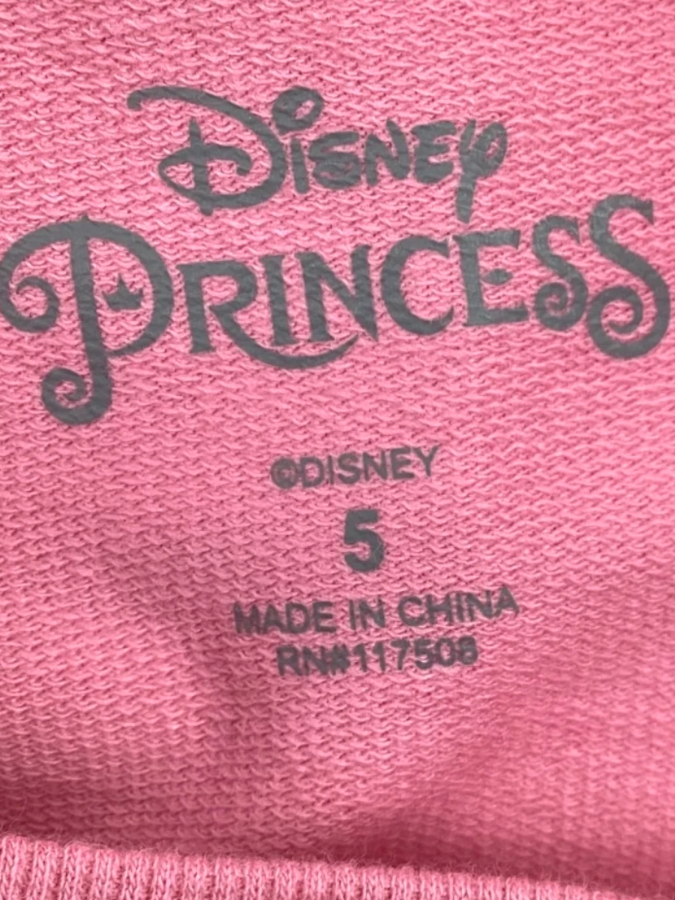 Disney
PRINCESS
©DISNEY
5
MADE IN CHINA
RN#117508